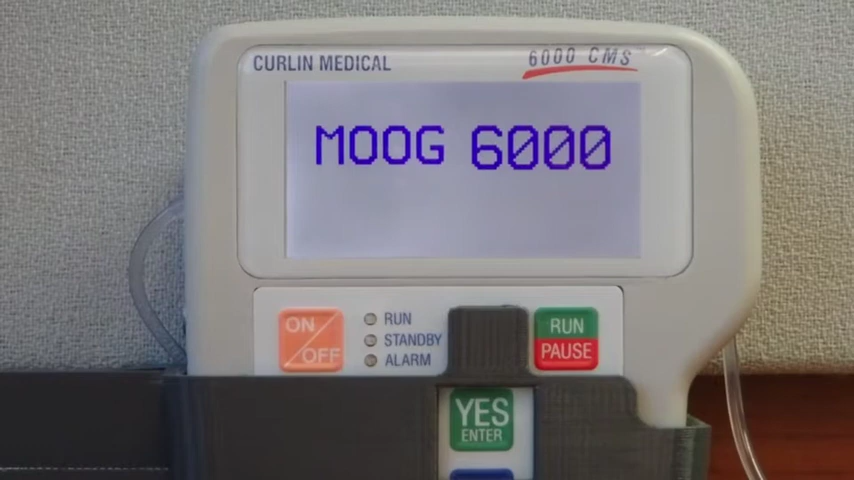 CURLIN MEDICAL
6000 CMS
MOOG 6000
ON/OFF
RUN
STANDBY
ALARM
RUN
PAUSE
YES
ENTER